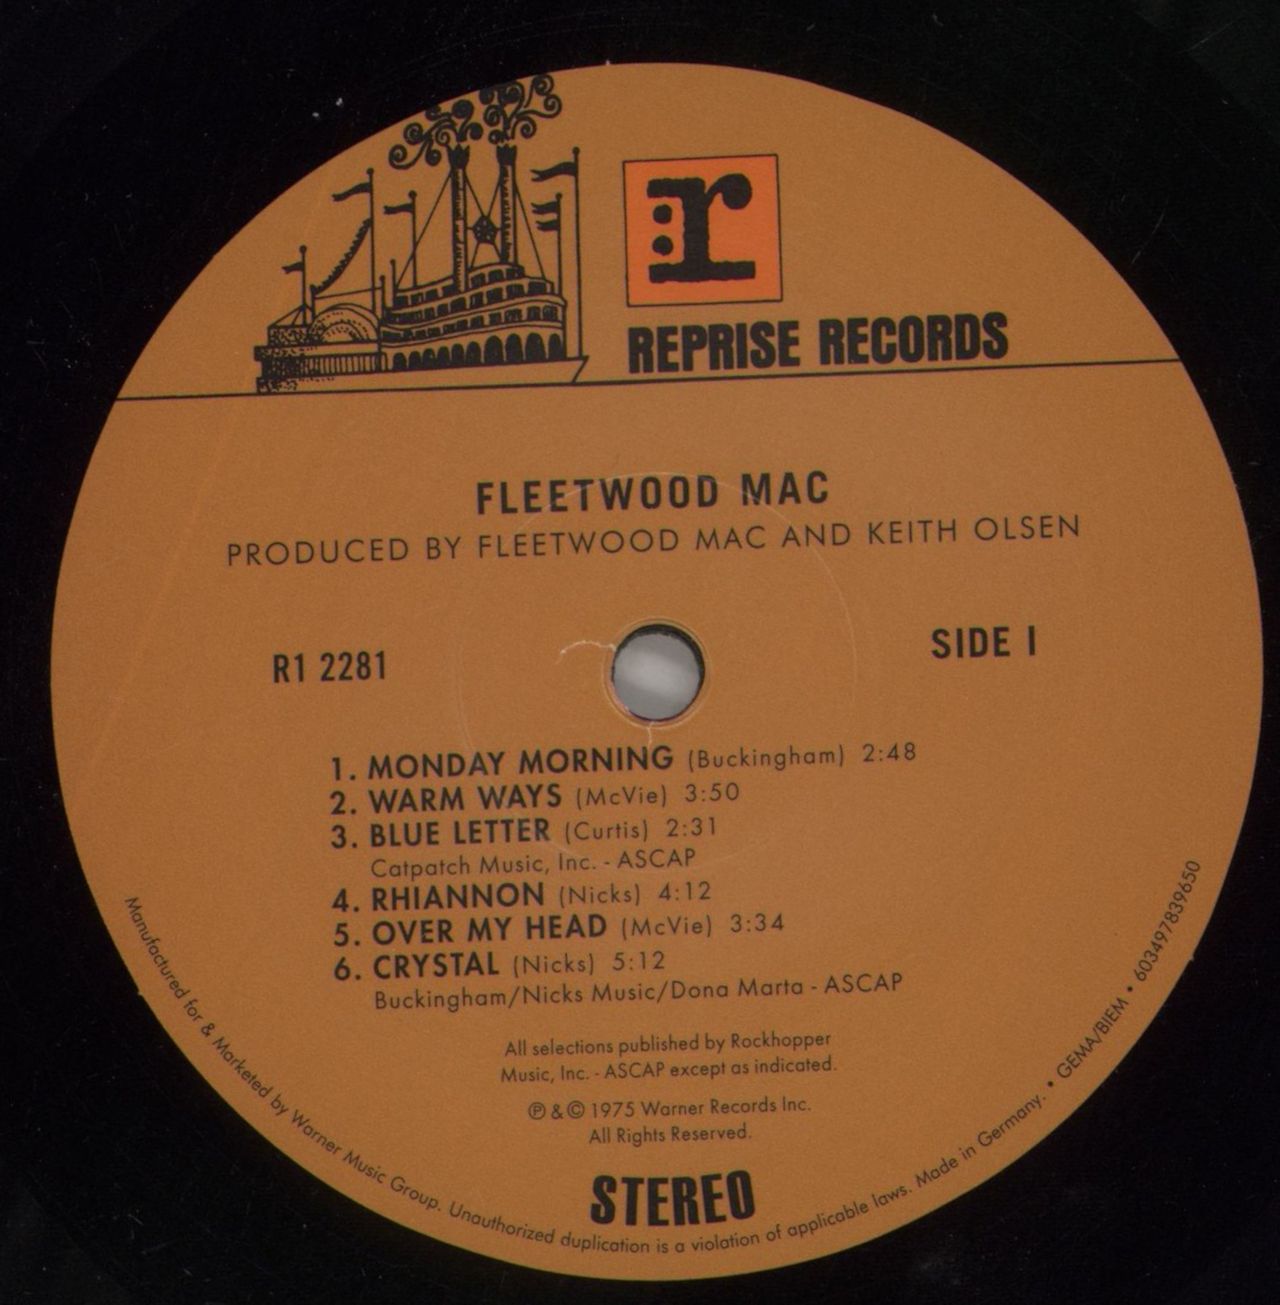 r:
REPRISE RECORDS
FLEETWOOD MAC
PRODUCED BY FLEETWOOD MAC AND KEITH OLSEN
R1 2281
SIDE I
1. MONDAY MORNING (Buckingham) 2:48
2. WARM WAYS (McVie) 3:50
3. BLUE LETTER (Curtis) 2:31
Catpatch Music, Inc. - ASCAP
4. RHIANNON (Nicks) 4:12
5. OVER MY HEAD (McVie) 3:34
6. CRYSTAL (Nicks) 5:12
Buckingham/Nicks Music/Dona Marta - ASCAP
All selections published by Rockhopper
Music, Inc. - ASCAP except as indicated.
℗ & © 1975 Warner Records Inc.
All Rights Reserved.
STEREO
Manufactured for & Marketed by Warner Music Group. Unauthorized duplication is a violation of applicable laws. Made in Germany. • GEMA/BIEM • 603497839650